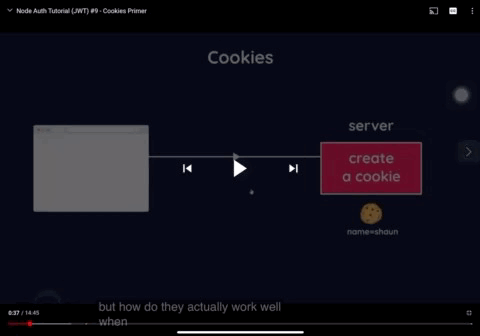 Node Auth Tutorial (JWT) #9 - Cookies Primer
CC
Cookies
server
create
a cookie
name=shaun
but how do they actually work well
when
0:37 / 14:45